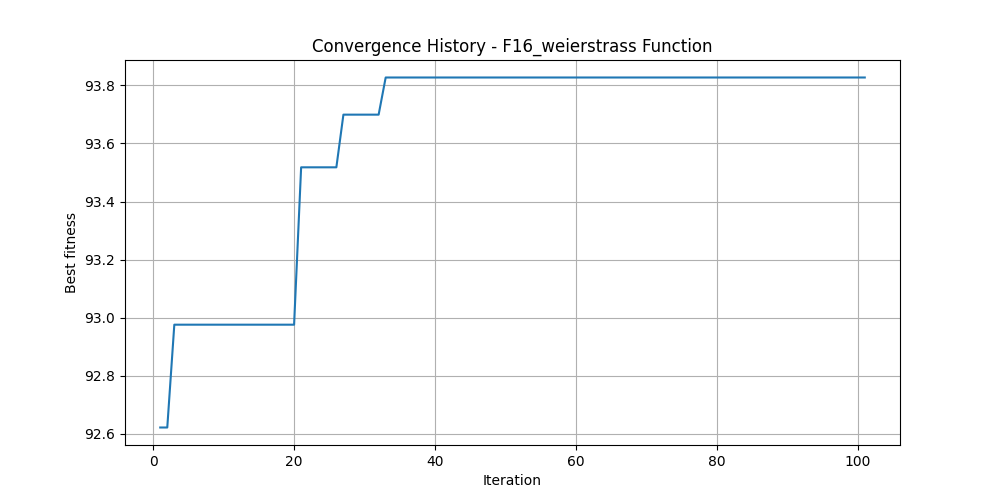 Convergence History - F16_weierstrass Function
93.8
93.6
93.4
93.2
93.0
92.8
92.6
Best fitness
0 20 40 60 80 100
Iteration